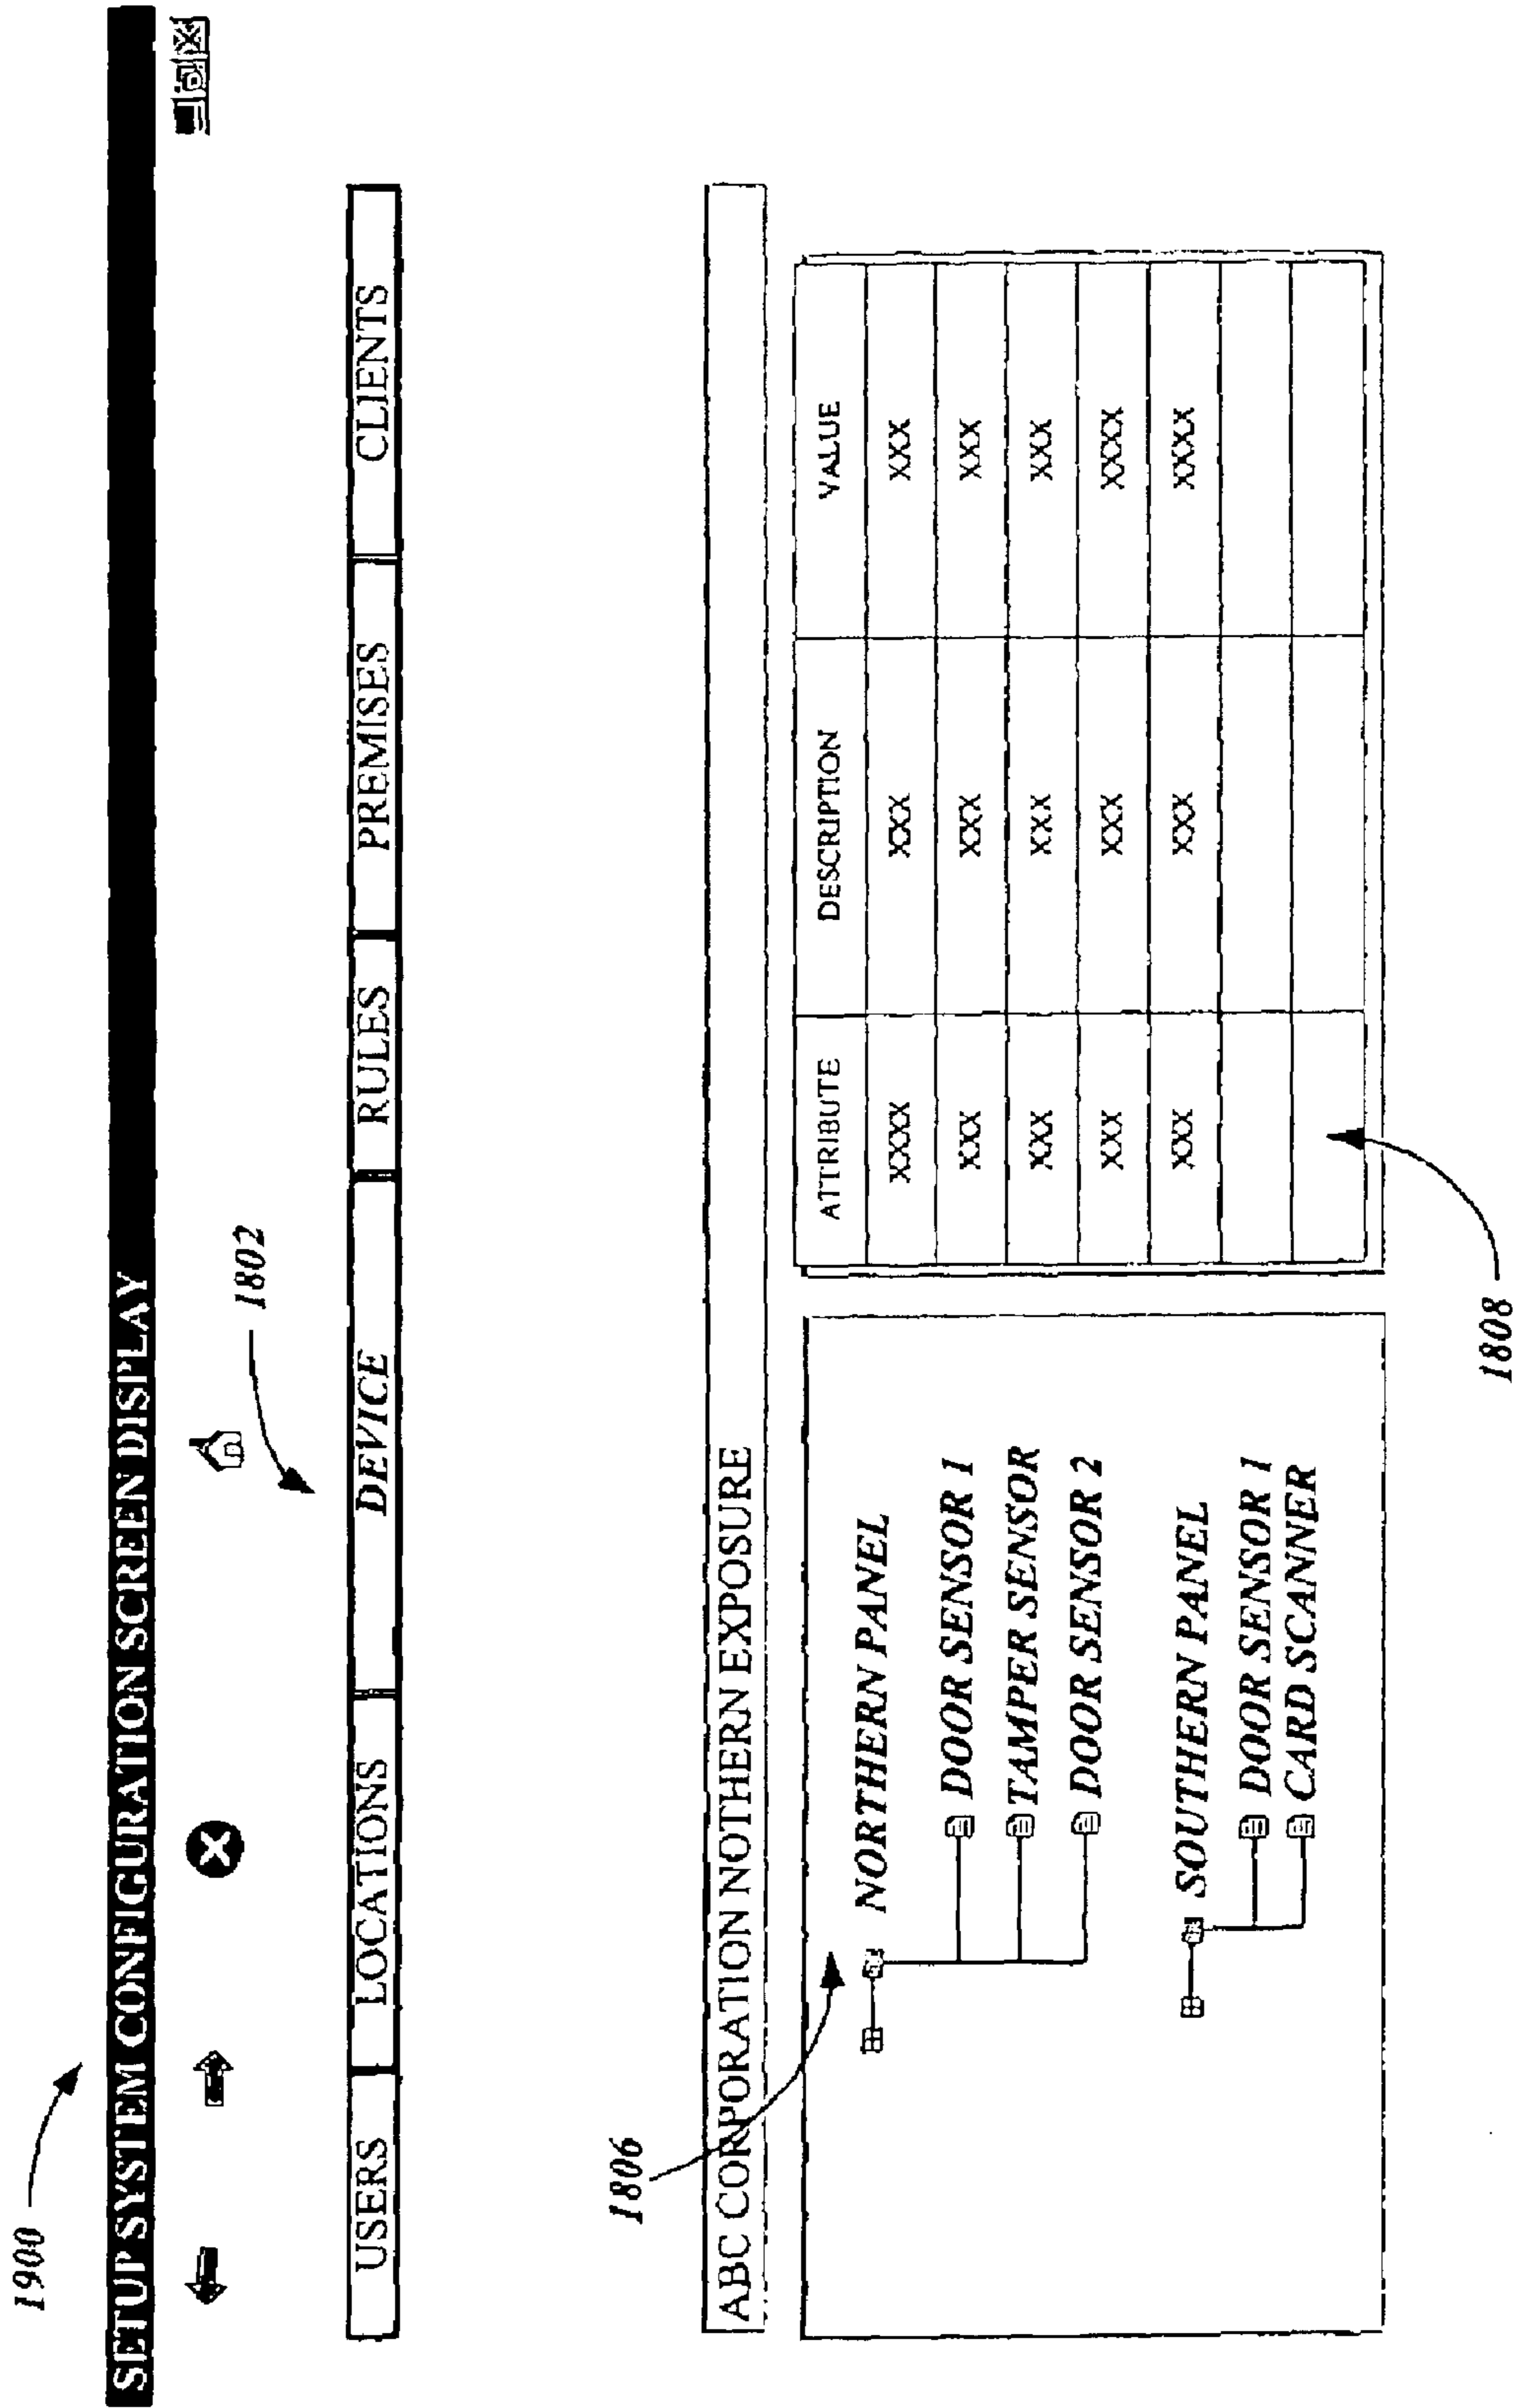 1900
SETUP SYSTEM CONFIGURATION SCREEN DISPLAY
1802
USERS LOCATIONS DEVICE RULES PREMISES CLIENTS
1806
ABC CORPORATION NOTHERN EXPOSURE
NORTHERN PANEL
DOOR SENSOR 1
TAMPER SENSOR
DOOR SENSOR 2
SOUTHERN PANEL
DOOR SENSOR 1
CARD SCANNER
ATTRIBUTE DESCRIPTION VALUE
XXXX XXX XXX
XXX XXX XXX
XXX XXX XXX
XXX XXX XXXX
XXX XXX XXXX
1808